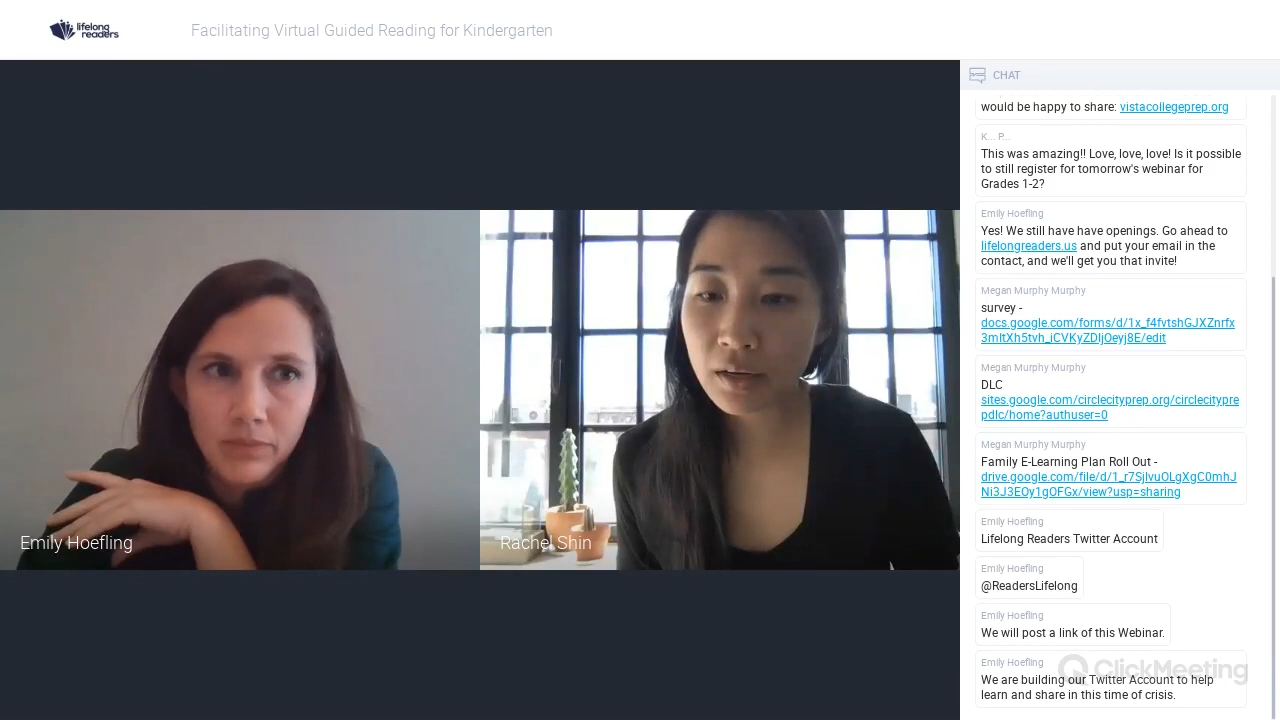 lifelong
readers
Facilitating Virtual Guided Reading for Kindergarten
CHAT
would be happy to share: vistacollegeprep.org
K... P...
This was amazing!! Love, love, love! Is it possible
to still register for tomorrow's webinar for
Grades 1-2?
Emily Hoefling
Yes! We still have have openings. Go ahead to
lifelongreaders.us and put your email in the
contact, and we'll get you that invite!
Megan Murphy Murphy
survey -
docs.google.com/forms/d/1x_f4fvtshGJXZnrfx
3mItXh5tvh_iCVKyZDIjOeyj8E/edit
Megan Murphy Murphy
DLC
sites.google.com/circlecityprep.org/circlecitypre
pdlc/home?authuser=0
Megan Murphy Murphy
Family E-Learning Plan Roll Out -
drive.google.com/file/d/1_r7SjlvuOLgXgC0mhJ
Ni3J3EOy1gOFGx/view?usp=sharing
Emily Hoefling
Lifelong Readers Twitter Account
Emily Hoefling
@ReadersLifelong
Emily Hoefling
We will post a link of this Webinar.
Emily Hoefling
We are building our Twitter Account to help
learn and share in this time of crisis.
ClickMeeting
Emily Hoefling
Rachel Shin